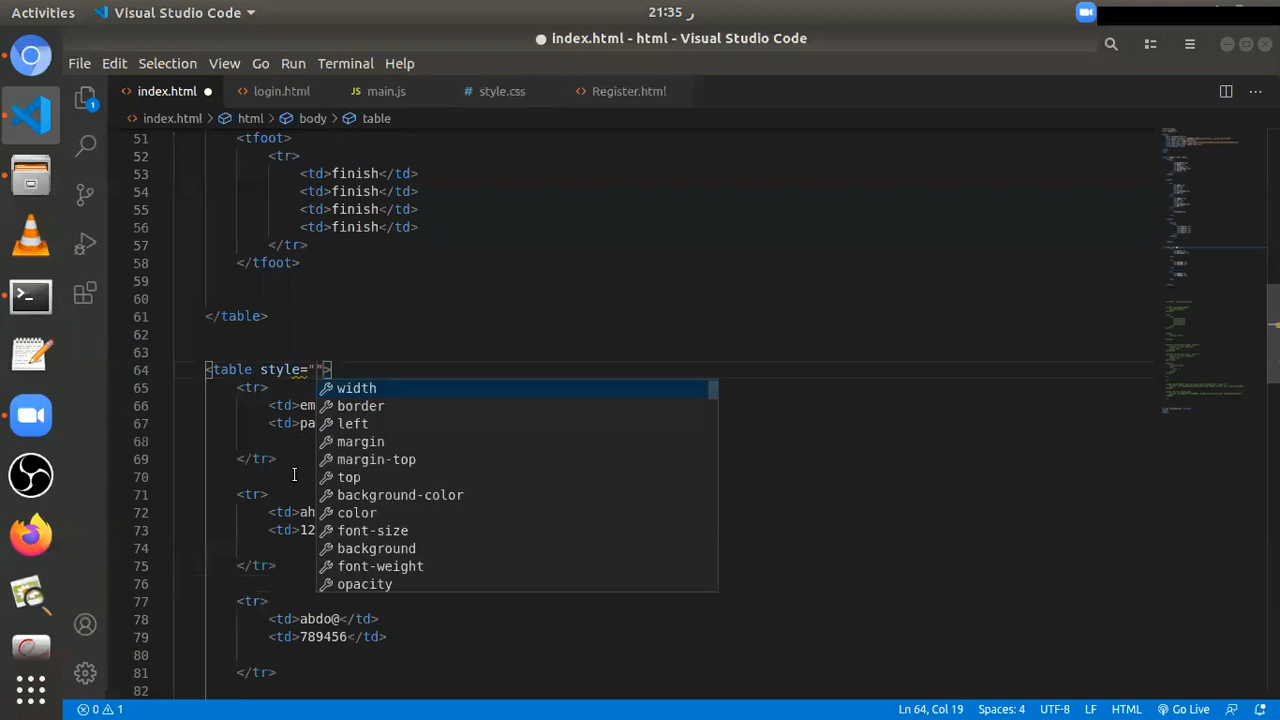 Activities
Visual Studio Code
21:35 ر
index.html - html - Visual Studio Code
File Edit Selection View Go Run Terminal Help
index.html login.html main.js style.css Register.html
index.html > html > body > table
51 <tfoot>
52 <tr>
53 <td>finish</td>
54 <td>finish</td>
55 <td>finish</td>
56 <td>finish</td>
57 </tr>
58 </tfoot>
59
60
61 </table>
62
63
64 <table style="">
65 <tr>
66 <td>em
67 <td>pa
68
69 </tr>
70
71 <tr>
72 <td>ah
73 <td>12
74
75 </tr>
76
77 <tr>
78 <td>abdo@</td>
79 <td>789456</td>
80
81 </tr>
82
width
border
left
margin
margin-top
top
background-color
color
font-size
background
font-weight
opacity
1
0 1 Ln 64, Col 19 Spaces: 4 UTF-8 LF HTML Go Live